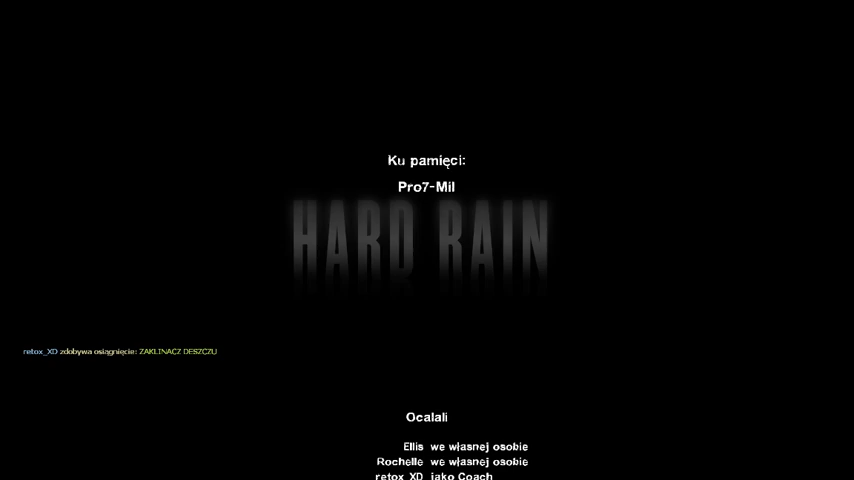 Ku pamięci:
Pro7-Mil
HARD RAIN
retox_XD zdobywa osiągnięcie: ZAKLINACZ DESZCZU
Ocalali
Ellis we własnej osobie
Rochelle we własnej osobie
retox_XD jako Coach